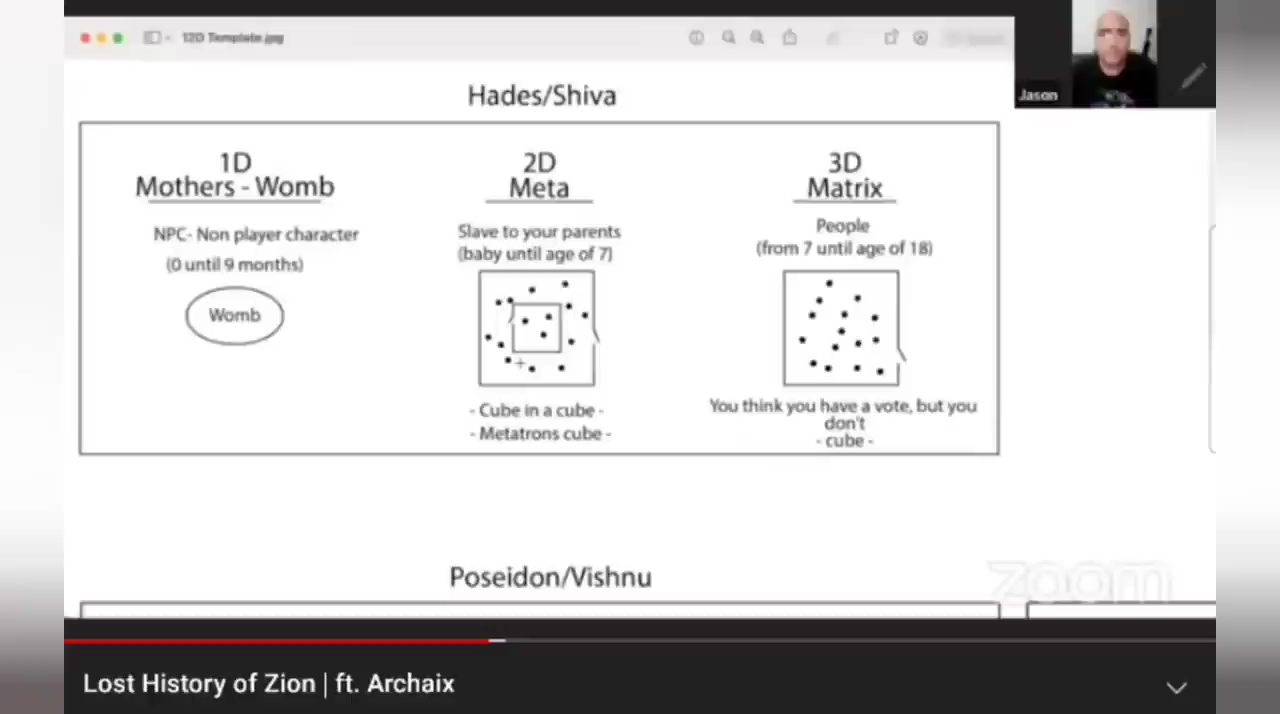 12D Template.jpg
Jason
Hades/Shiva
1D
Mothers - Womb
NPC- Non player character
(0 until 9 months)
Womb
2D
Meta
Slave to your parents
(baby until age of 7)
- Cube in a cube -
- Metatrons cube -
3D
Matrix
People
(from 7 until age of 18)
You think you have a vote, but you
don't
- cube -
Poseidon/Vishnu
zoom
Lost History of Zion | ft. Archaix